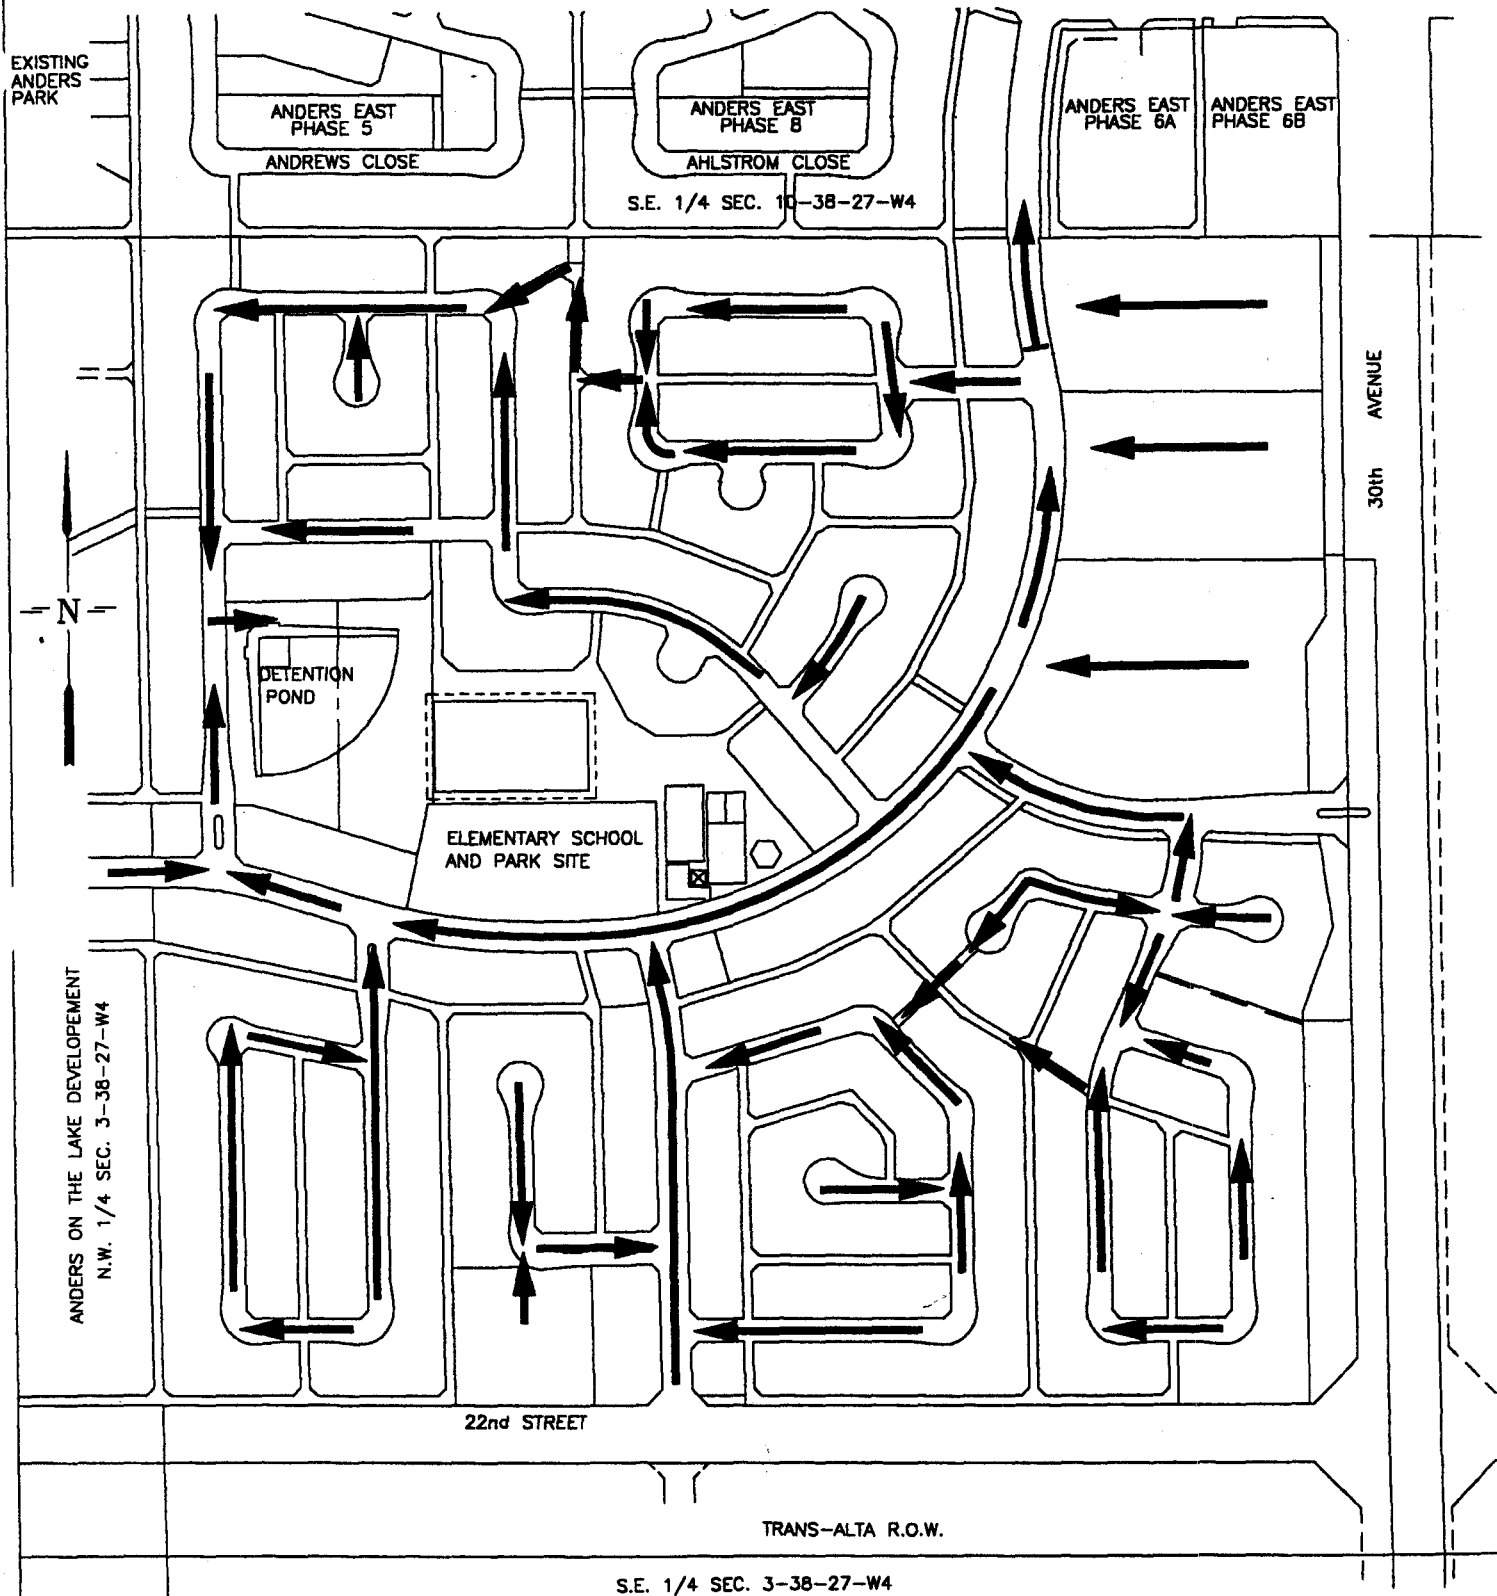 EXISTING
ANDERS
PARK
ANDERS EAST
PHASE 5
ANDERS EAST
PHASE 8
ANDERS EAST
PHASE 6A
ANDERS EAST
PHASE 6B
ANDREWS CLOSE
AHLSTROM CLOSE
S.E. 1/4 SEC. 10-38-27-W4
30th AVENUE
N
DETENTION
POND
ELEMENTARY SCHOOL
AND PARK SITE
ANDERS ON THE LAKE DEVELOPEMENT
N.W. 1/4 SEC. 3-38-27-W4
22nd STREET
TRANS-ALTA R.O.W.
S.E. 1/4 SEC. 3-38-27-W4